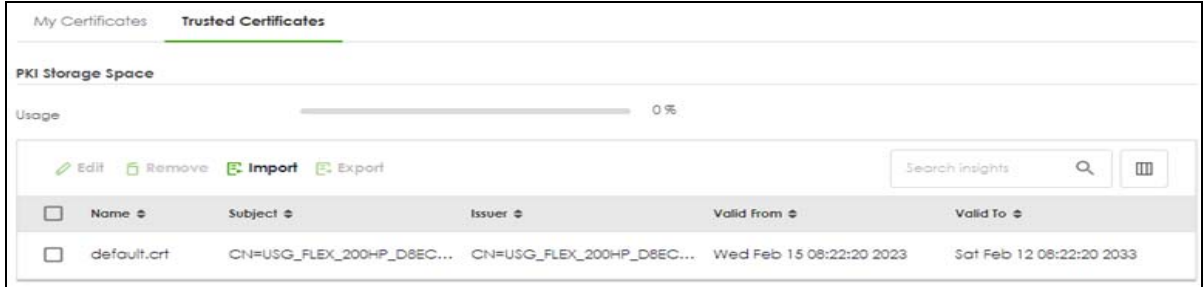 My Certificates Trusted Certificates
PKI Storage Space
Usage 0%
Edit Remove Import Export Search insights
Name Subject Issuer Valid From Valid To
default.crt CN=USG_FLEX_200HP_D8EC... CN=USG_FLEX_200HP_D8EC... Wed Feb 15 08:22:20 2023 Sat Feb 12 08:22:20 2033